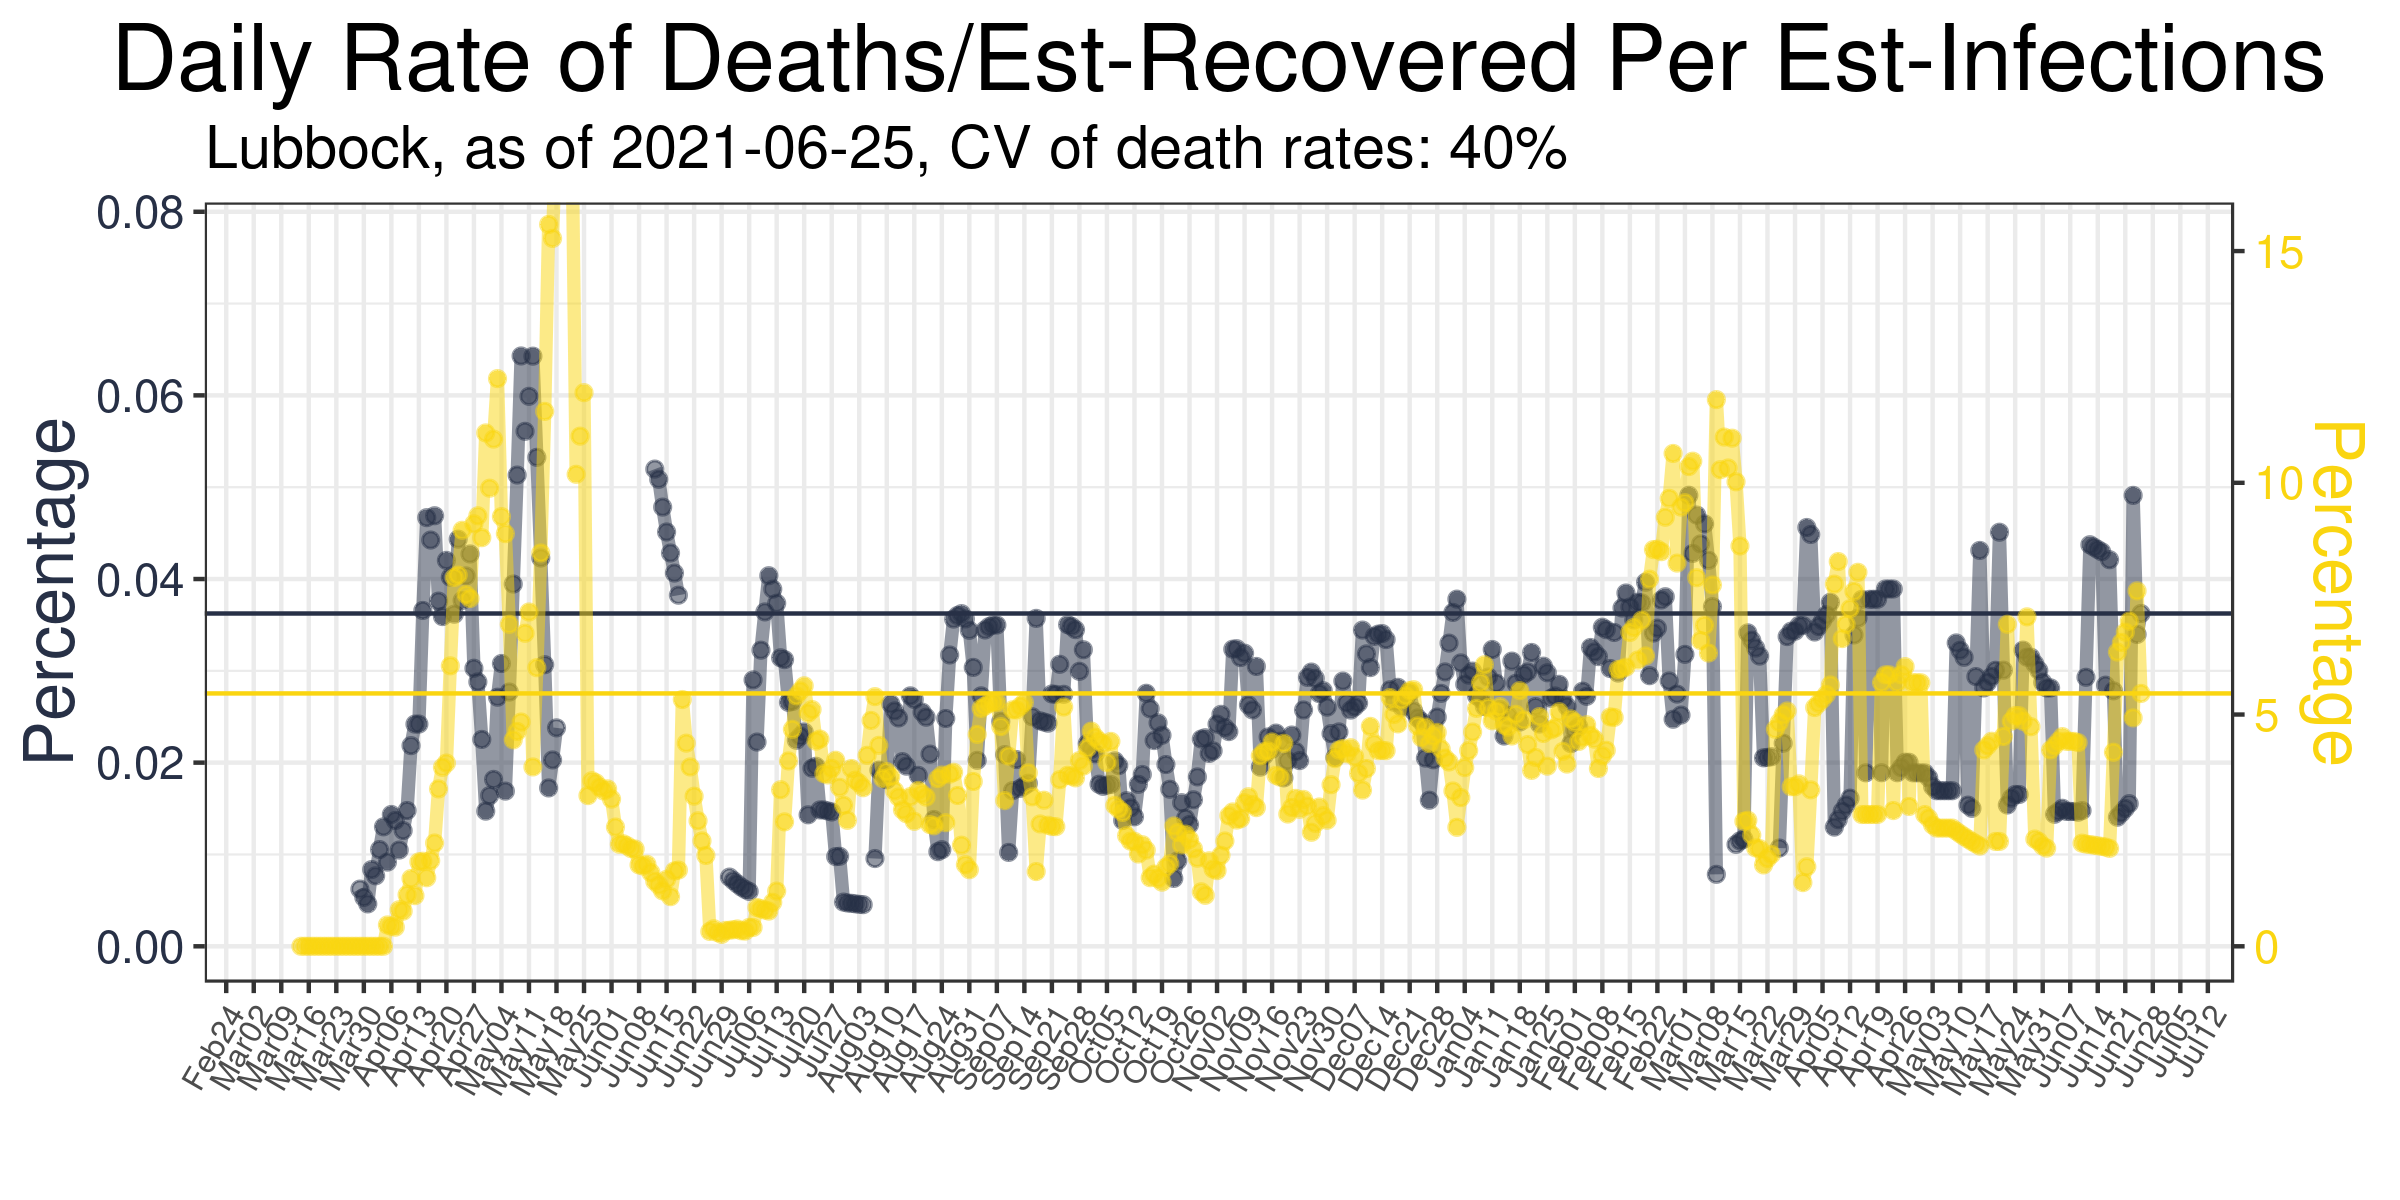 Daily Rate of Deaths/Est-Recovered Per Est-Infections
Lubbock, as of 2021-06-25, CV of death rates: 40%
0.08
0.06
0.04
0.02
0.00
Percentage
15
10
5
0
Percentage
Feb24
Mar02
Mar09
Mar16
Mar23
Mar30
Apr06
Apr13
Apr20
Apr27
May04
May11
May18
May25
Jun01
Jun08
Jun15
Jun22
Jun29
Jul06
Jul13
Jul20
Jul27
Aug03
Aug10
Aug17
Aug24
Aug31
Sep07
Sep14
Sep21
Sep28
Oct05
Oct12
Oct19
Oct26
Nov02
Nov09
Nov16
Nov23
Nov30
Dec07
Dec14
Dec21
Dec28
Jan04
Jan11
Jan18
Jan25
Feb01
Feb08
Feb15
Feb22
Mar01
Mar08
Mar15
Mar22
Mar29
Apr05
Apr12
Apr19
Apr26
May03
May10
May17
May24
May31
Jun07
Jun14
Jun21
Jun28
Jul05
Jul12